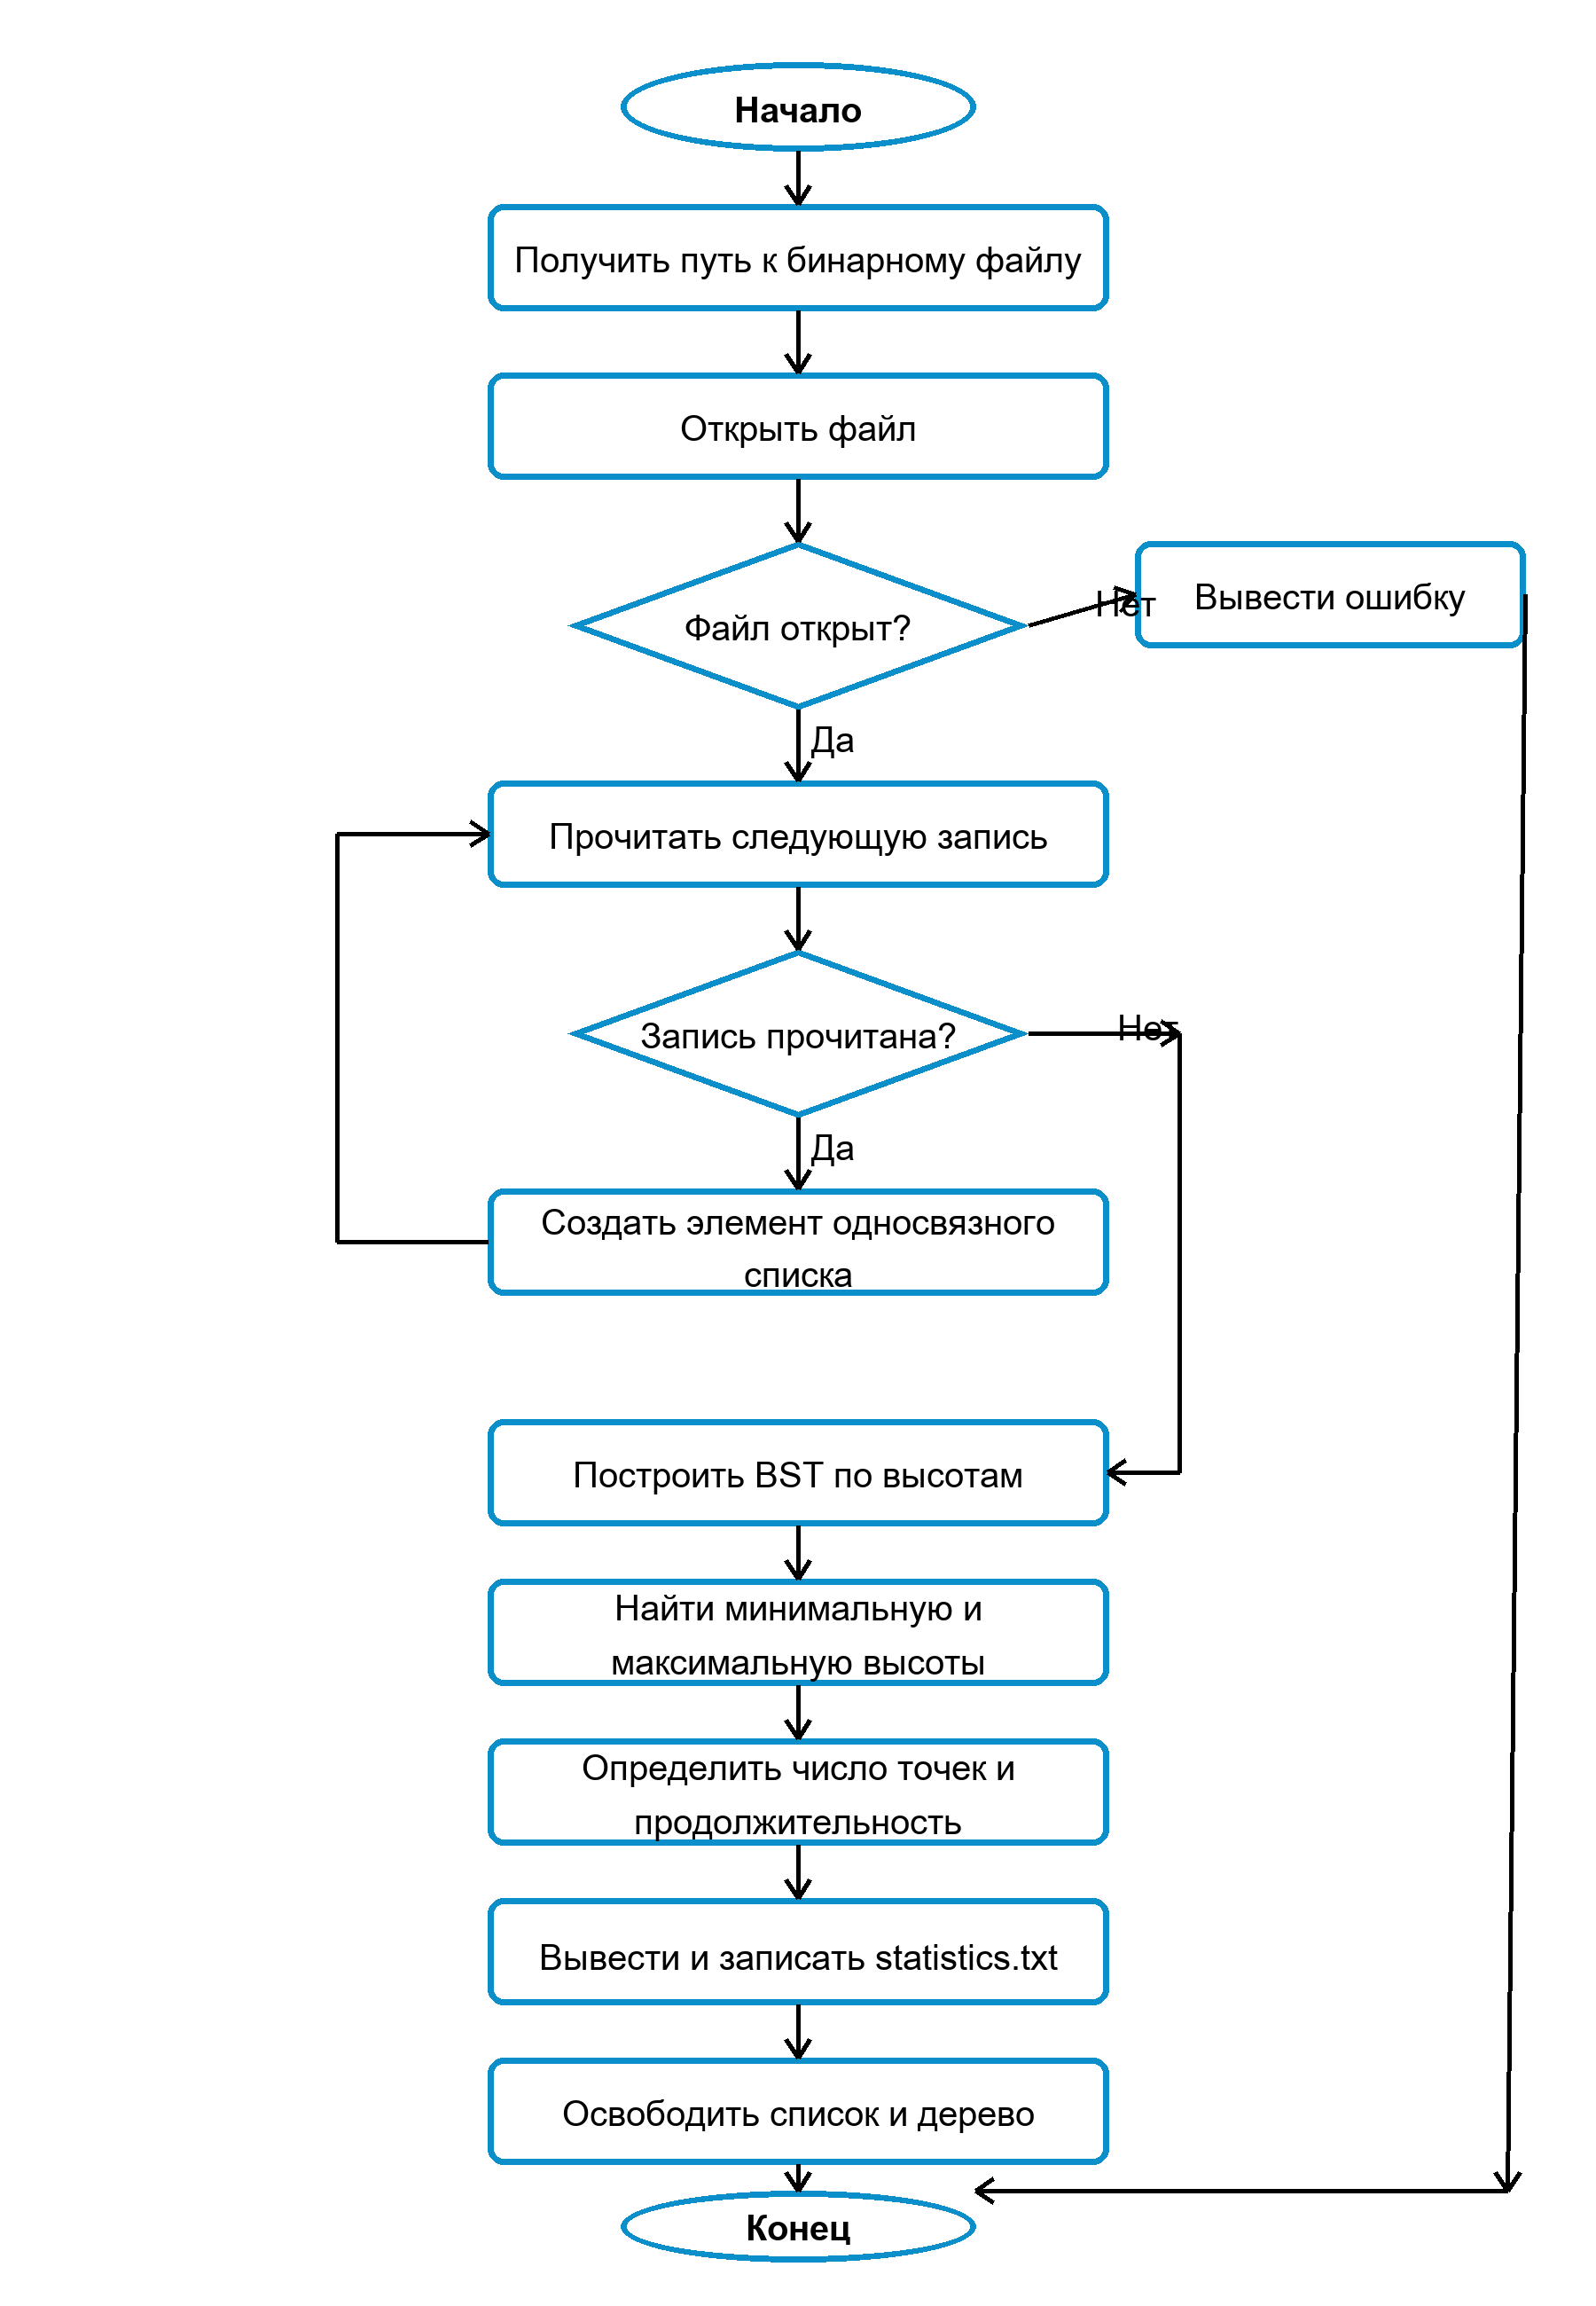 Начало
Получить путь к бинарному файлу
Открыть файл
Файл открыт?
Нет
Вывести ошибку
Да
Прочитать следующую запись
Запись прочитана?
Нет
Да
Создать элемент односвязного
списка
Построить BST по высотам
Найти минимальную и
максимальную высоты
Определить число точек и
продолжительность
Вывести и записать statistics.txt
Освободить список и дерево
Конец